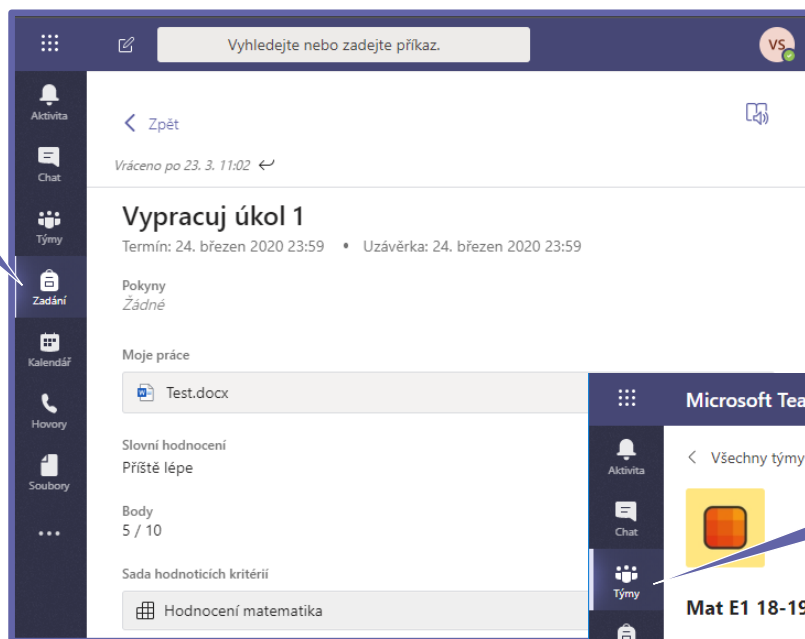 Vyhledejte nebo zadejte příkaz.
VS
Aktivita
Chat
Týmy
Zadání
Kalendář
Hovory
Soubory
Zpět
Vráceno po 23. 3. 11:02
Vypracuj úkol 1
Termín: 24. březen 2020 23:59 • Uzávěrka: 24. březen 2020 23:59
Pokyny
Žádné
Moje práce
Test.docx
Slovní hodnocení
Příště lépe
Body
5 / 10
Sada hodnoticích kritérií
Hodnocení matematika
Microsoft Tea
Aktivita
Chat
Týmy
Všechny týmy
Mat E1 18-19